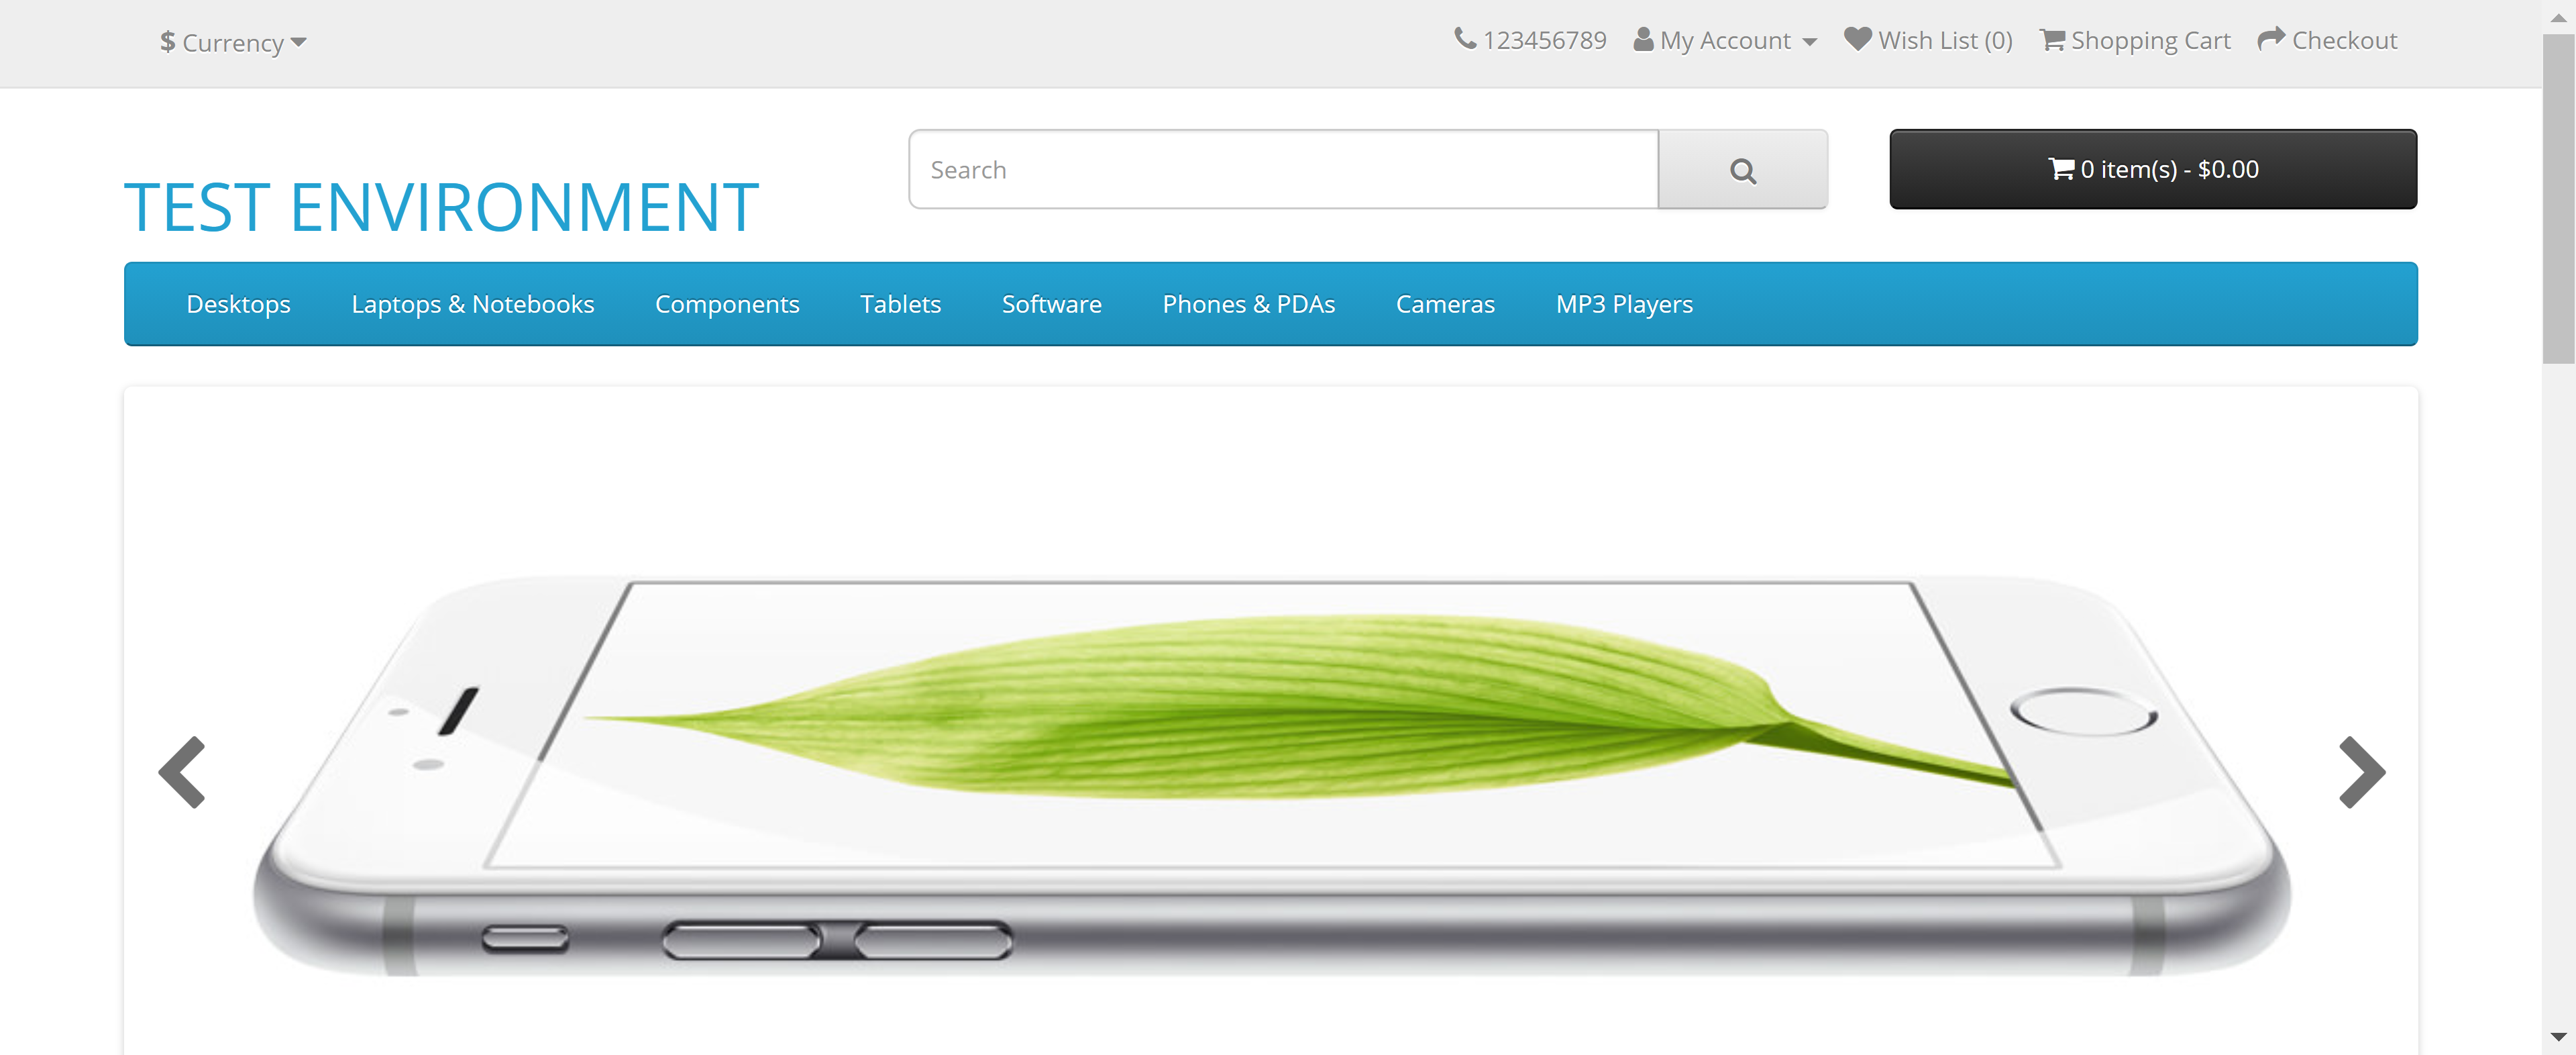 $ Currency
123456789 My Account Wish List (0) Shopping Cart Checkout
TEST ENVIRONMENT
Search
0 item(s) - $0.00
Desktops Laptops & Notebooks Components Tablets Software Phones & PDAs Cameras MP3 Players